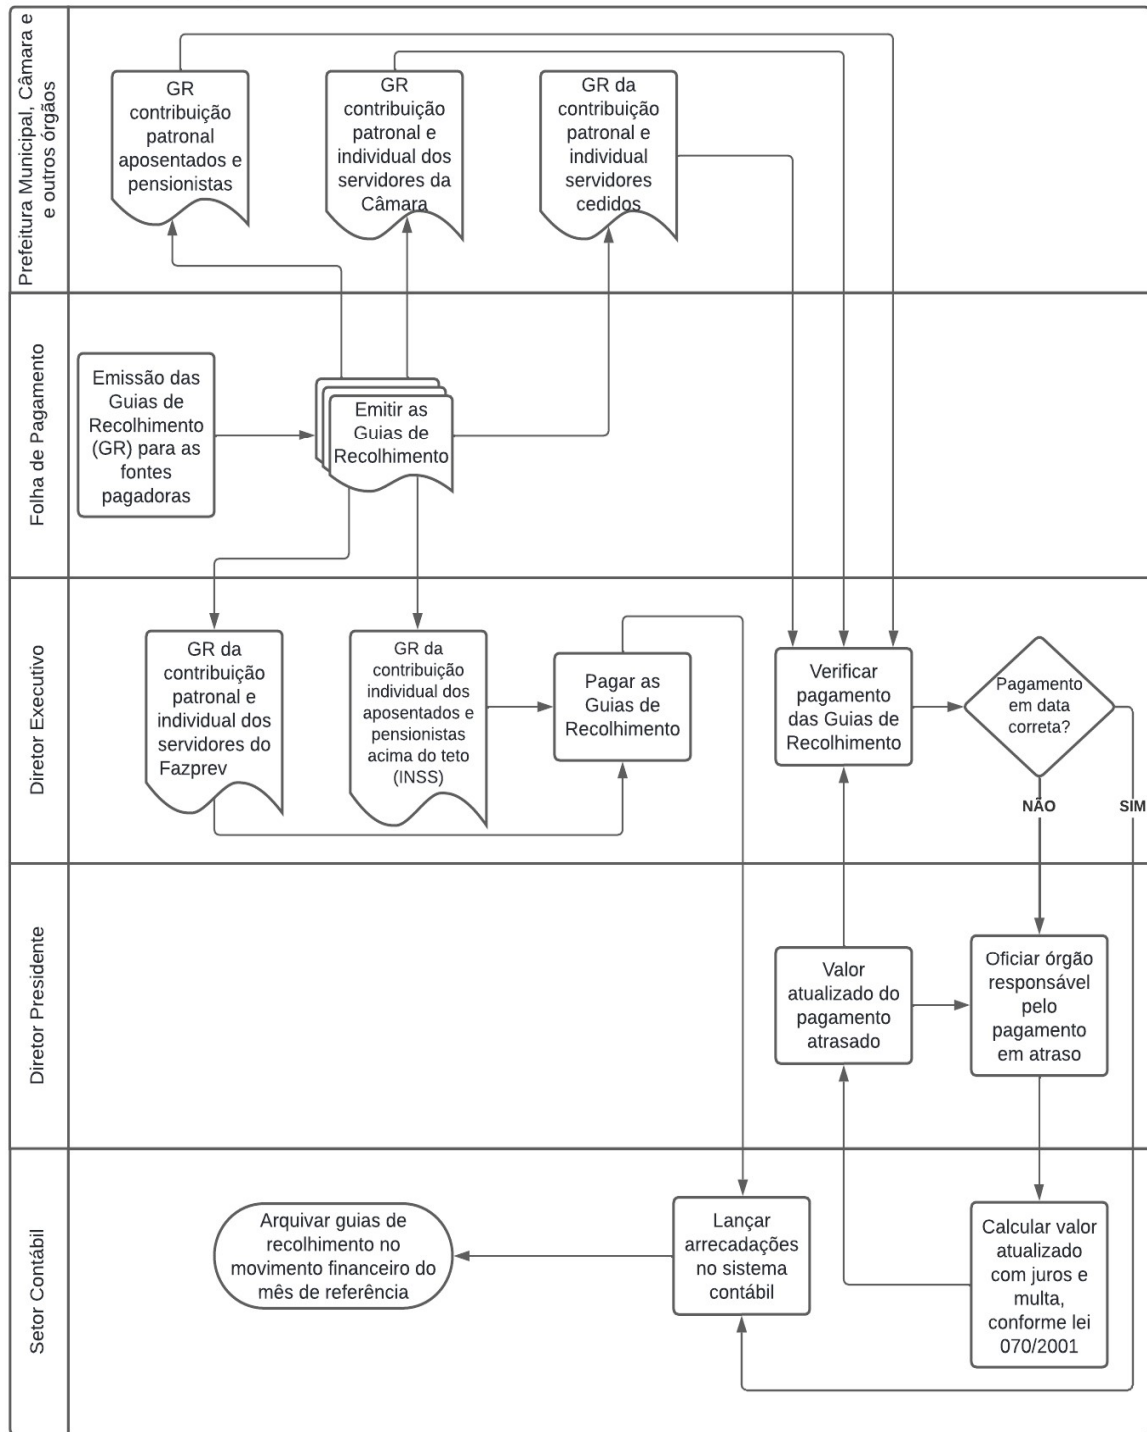 Prefeitura Municipal, Câmara e
e outros órgãos
GR
contribuição
patronal
aposentados e
pensionistas
GR
contribuição
patronal e
individual dos
servidores da
Câmara
GR da
contribuição
patronal e
individual
servidores
cedidos
Folha de Pagamento
Emissão das
Guias de
Recolhimento
(GR) para as
fontes
pagadoras
Emitir as
Guias de
Recolhimento
Diretor Executivo
GR da
contribuição
patronal e
individual dos
servidores do
Fazprev
GR da
contribuição
individual dos
aposentados e
pensionistas
acima do teto
(INSS)
Pagar as
Guias de
Recolhimento
Verificar
pagamento
das Guias de
Recolhimento
Pagamento
em data
correta?
NÃO
SIM
Diretor Presidente
Valor
atualizado do
pagamento
atrasado
Oficiar órgão
responsável
pelo
pagamento
em atraso
Setor Contábil
Arquivar guias de
recolhimento no
movimento financeiro do
mês de referência
Lançar
arrecadações
no sistema
contábil
Calcular valor
atualizado
com juros e
multa,
conforme lei
070/2001